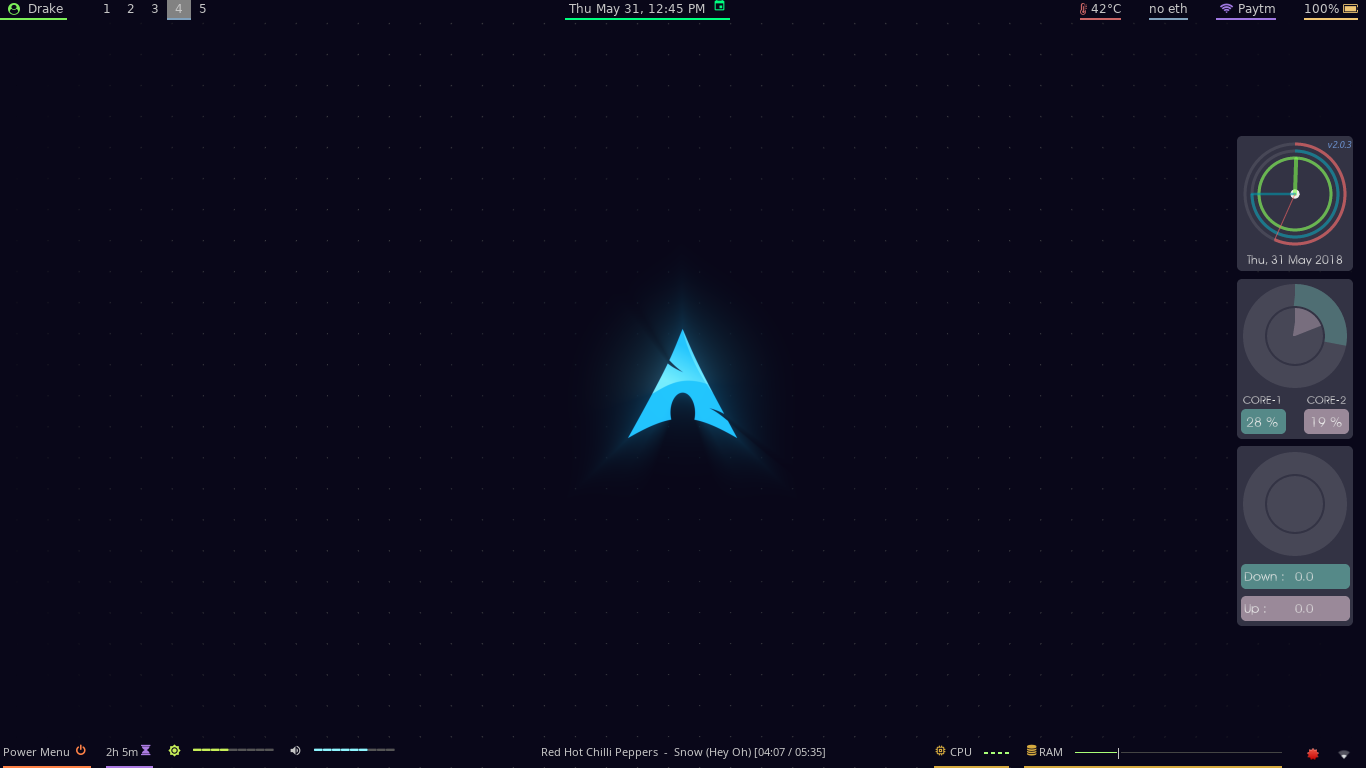 Drake 1 2 3 4 5 Thu May 31, 12:45 PM 42°C no eth Paytm 100%
v2.0.3
Thu, 31 May 2018
CORE-1 CORE-2
28 % 19 %
Down : 0.0
Up : 0.0
Power Menu 2h 5m Red Hot Chilli Peppers - Snow (Hey Oh) [04:07 / 05:35] CPU RAM